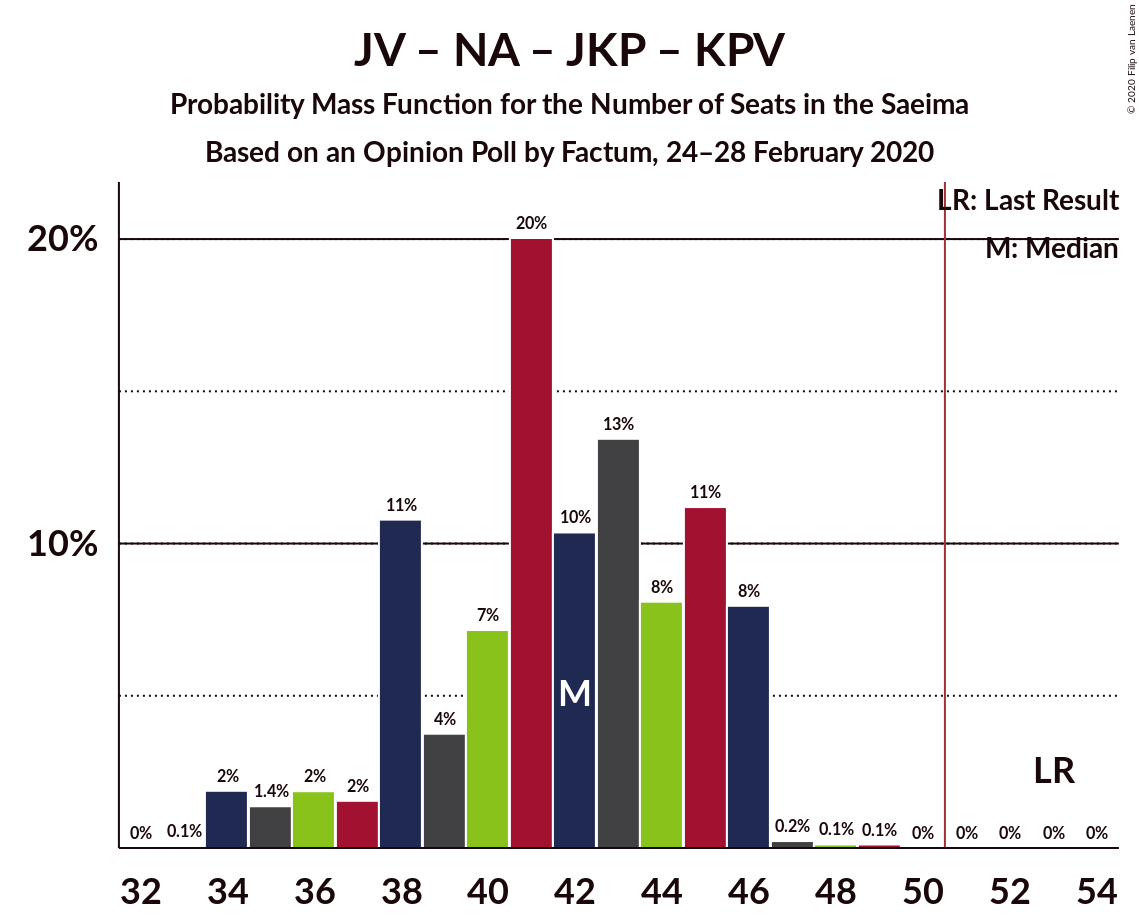 JV – NA – JKP – KPV
Probability Mass Function for the Number of Seats in the Saeima
Based on an Opinion Poll by Factum, 24–28 February 2020
© 2020 Filip van Laenen
LR: Last Result
M: Median
20%
10%
0% 0.1% 2% 1.4% 2% 2% 11% 4% 7% 20% 10% 13% 8% 11% 8% 0.2% 0.1% 0.1% 0% 0% 0% 0% 0%
M
LR
32 34 36 38 40 42 44 46 48 50 52 54